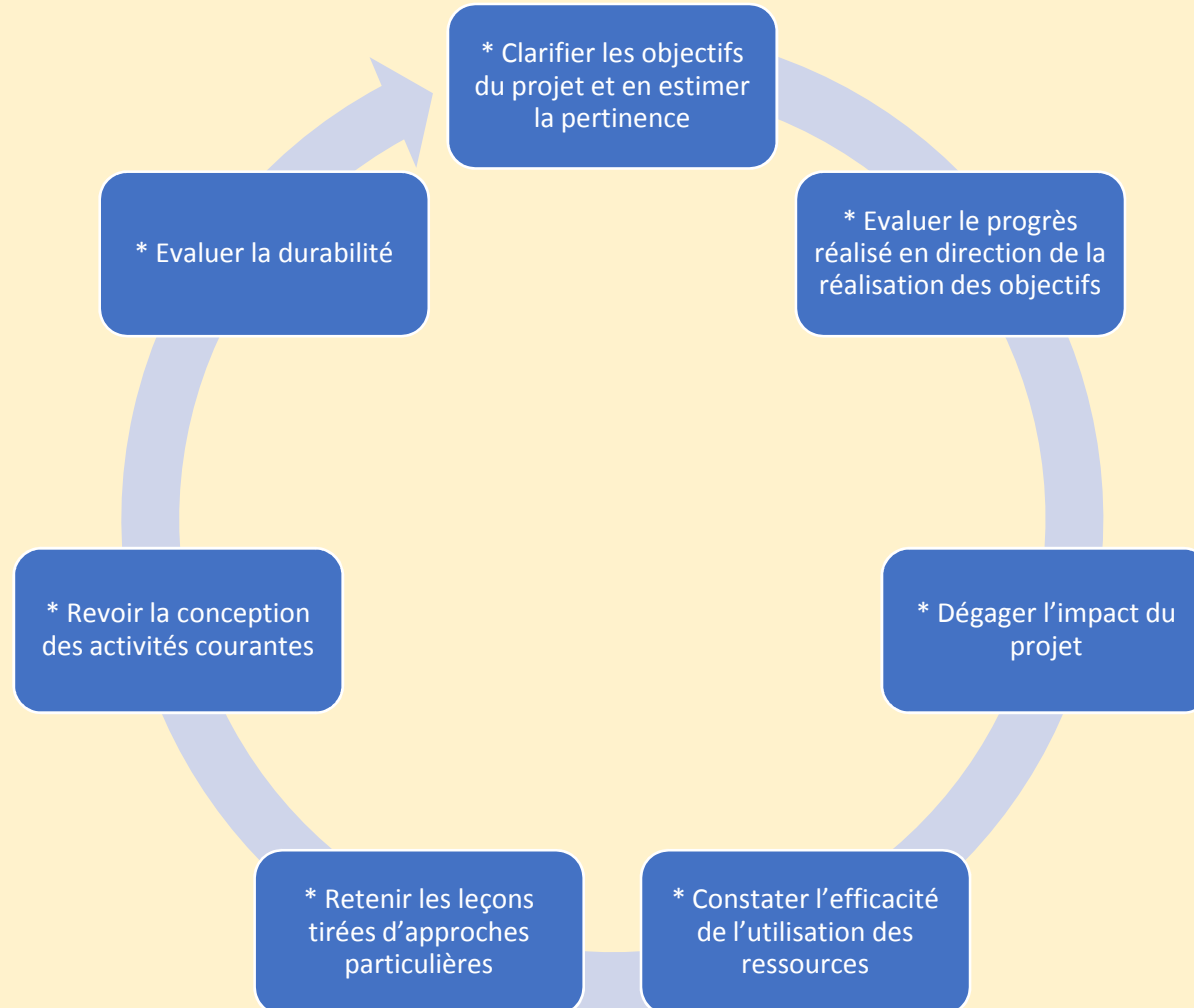 * Clarifier les objectifs
du projet et en estimer
la pertinence
* Evaluer le progrès
réalisé en direction de la
réalisation des objectifs
* Dégager l’impact du
projet
* Constater l’efficacité
de l’utilisation des
ressources
* Retenir les leçons
tirées d’approches
particulières
* Revoir la conception
des activités courantes
* Evaluer la durabilité